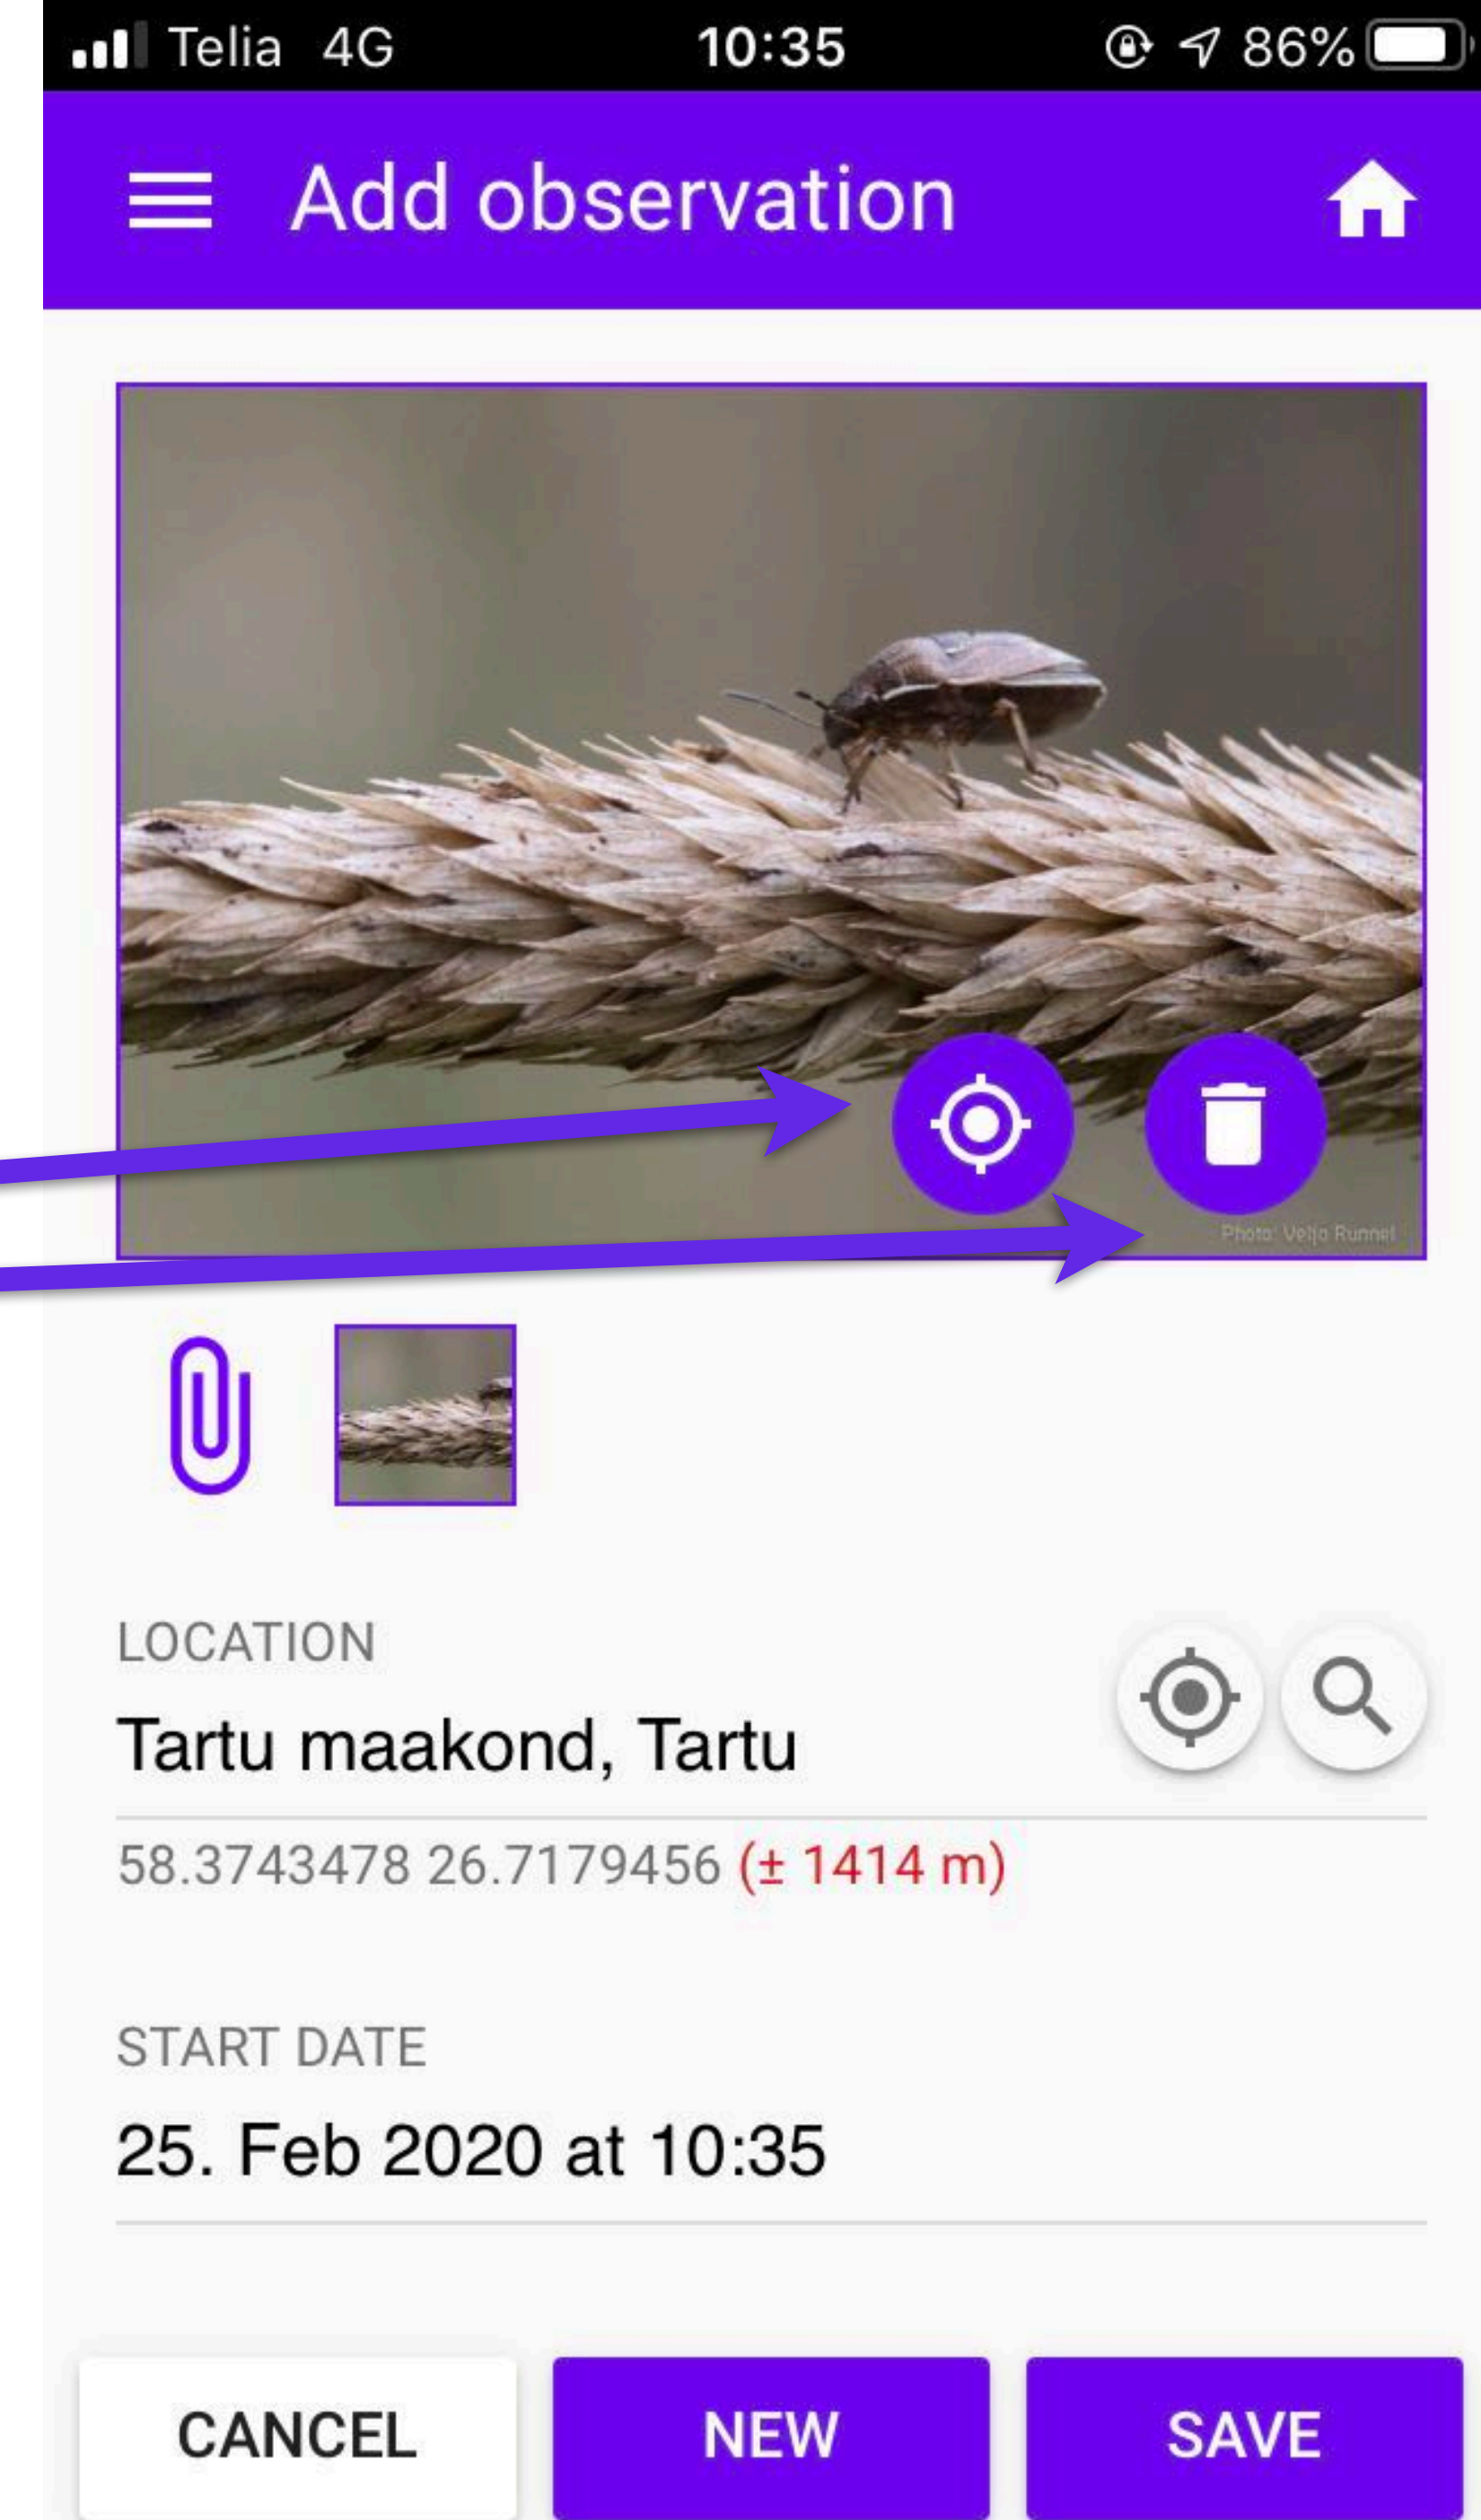 Telia 4G 10:35 86%
Add observation
Photo: Veljo Runnel
LOCATION
Tartu maakond, Tartu
58.3743478 26.7179456 (± 1414 m)
START DATE
25. Feb 2020 at 10:35
CANCEL NEW SAVE